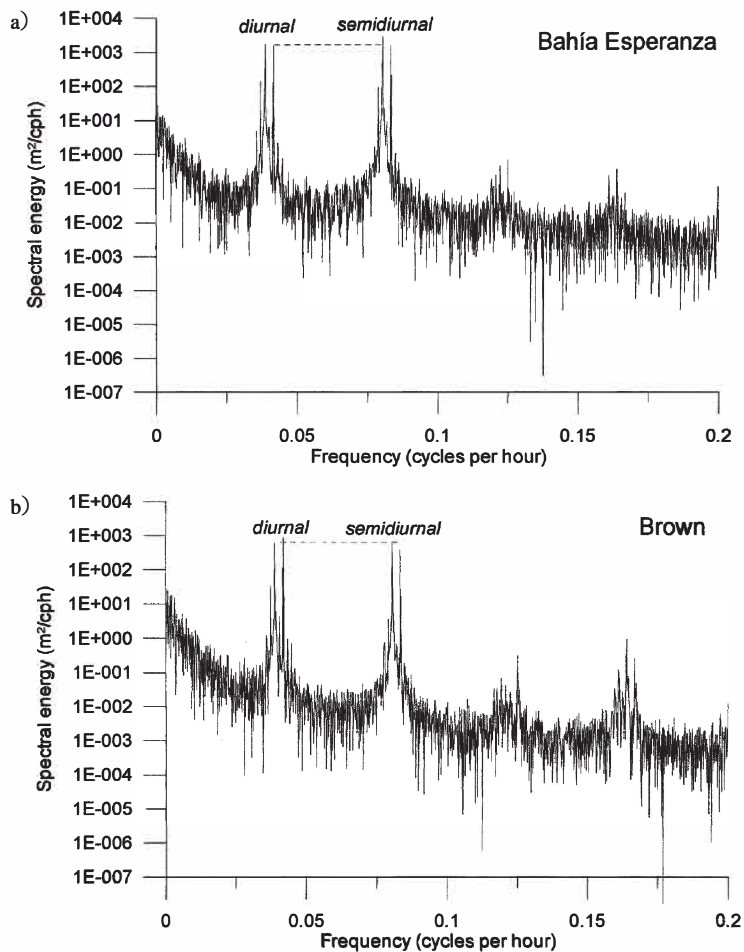 a)
diurnal semidiurnal
Bahía Esperanza
1E+004
1E+003
1E+002
1E+001
1E+000
1E-001
1E-002
1E-003
1E-004
1E-005
1E-006
1E-007
Spectral energy (m²/cph)
0 0.05 0.1 0.15 0.2
Frequency (cycles per hour)
b)
diurnal semidiurnal
Brown
1E+004
1E+003
1E+002
1E+001
1E+000
1E-001
1E-002
1E-003
1E-004
1E-005
1E-006
1E-007
Spectral energy (m²/cph)
0 0.05 0.1 0.15 0.2
Frequency (cycles per hour)